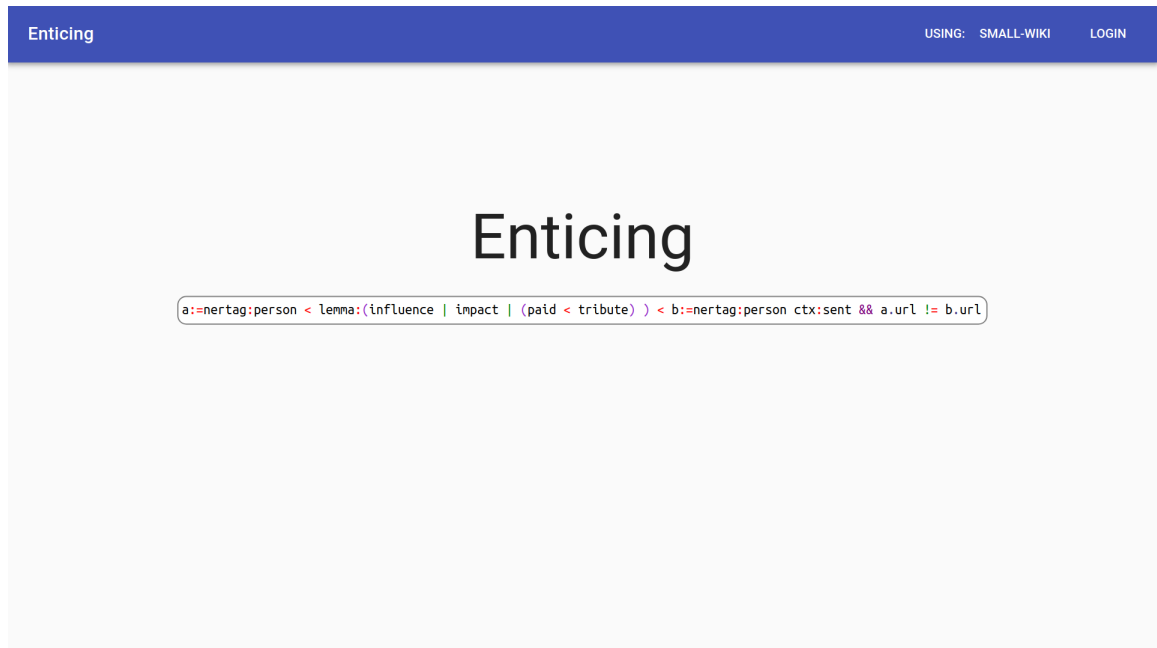 Enticing USING: SMALL-WIKI LOGIN
Enticing
a:=nertag:person < lemma:(influence | impact | (paid < tribute) ) < b:=nertag:person ctx:sent && a.url != b.url